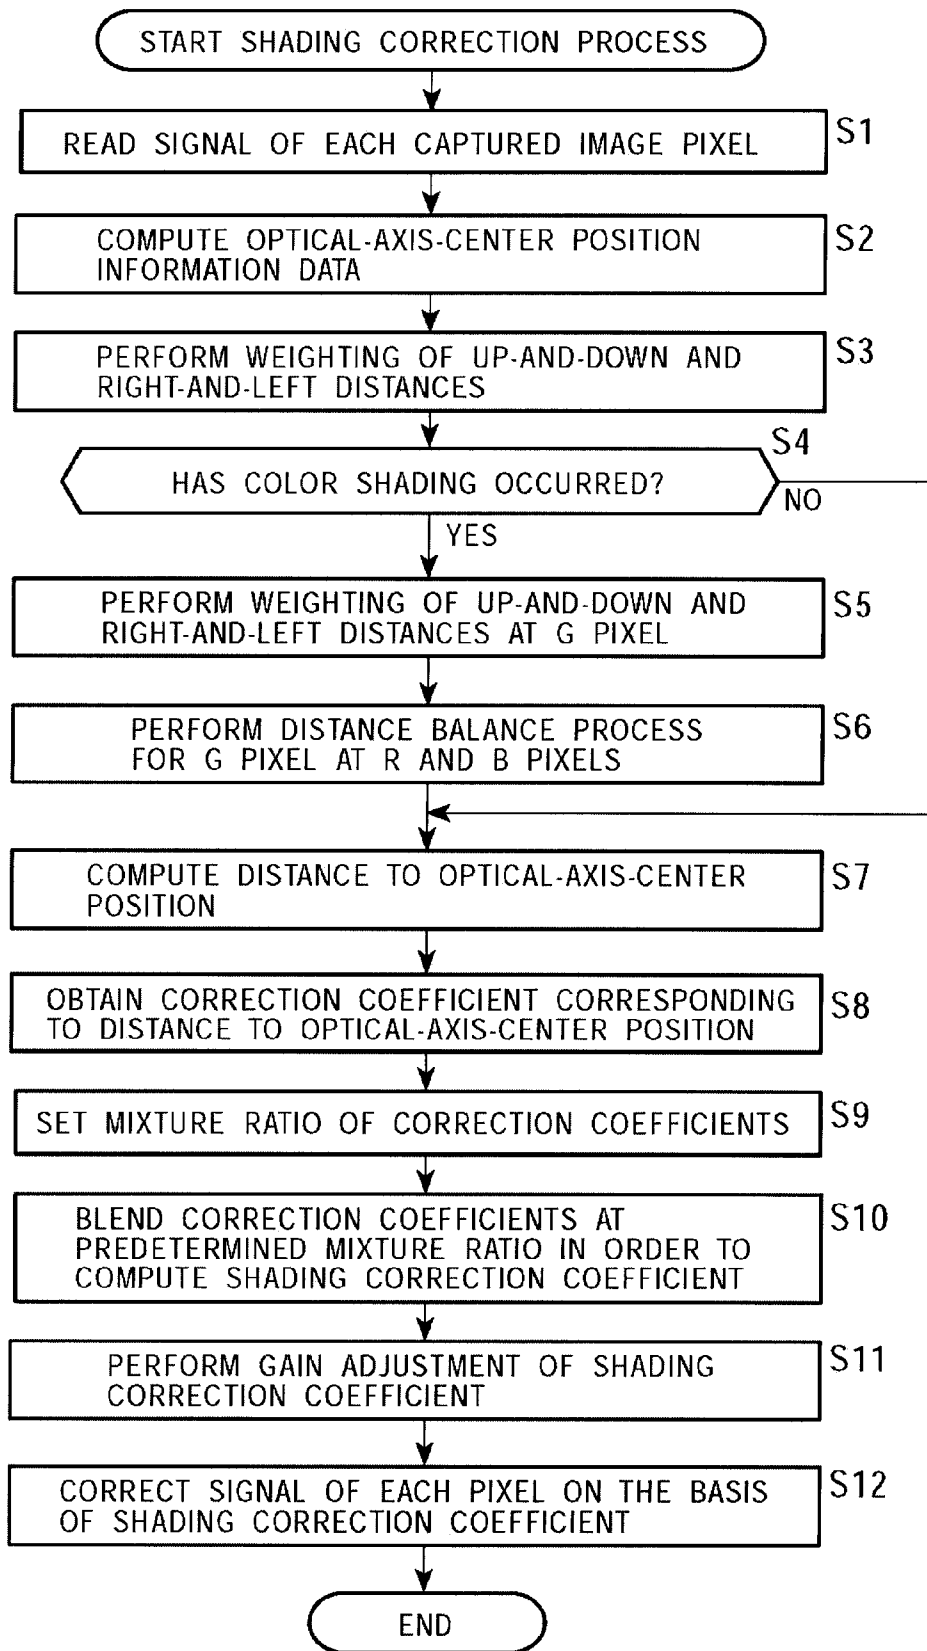 START SHADING CORRECTION PROCESS
READ SIGNAL OF EACH CAPTURED IMAGE PIXEL
S1
COMPUTE OPTICAL-AXIS-CENTER POSITION
INFORMATION DATA
S2
PERFORM WEIGHTING OF UP-AND-DOWN AND
RIGHT-AND-LEFT DISTANCES
S3
S4
HAS COLOR SHADING OCCURRED?
NO
YES
PERFORM WEIGHTING OF UP-AND-DOWN AND
RIGHT-AND-LEFT DISTANCES AT G PIXEL
S5
PERFORM DISTANCE BALANCE PROCESS
FOR G PIXEL AT R AND B PIXELS
S6
COMPUTE DISTANCE TO OPTICAL-AXIS-CENTER
POSITION
S7
OBTAIN CORRECTION COEFFICIENT CORRESPONDING
TO DISTANCE TO OPTICAL-AXIS-CENTER POSITION
S8
SET MIXTURE RATIO OF CORRECTION COEFFICIENTS
S9
BLEND CORRECTION COEFFICIENTS AT
PREDETERMINED MIXTURE RATIO IN ORDER TO
COMPUTE SHADING CORRECTION COEFFICIENT
S10
PERFORM GAIN ADJUSTMENT OF SHADING
CORRECTION COEFFICIENT
S11
CORRECT SIGNAL OF EACH PIXEL ON THE BASIS
OF SHADING CORRECTION COEFFICIENT
S12
END